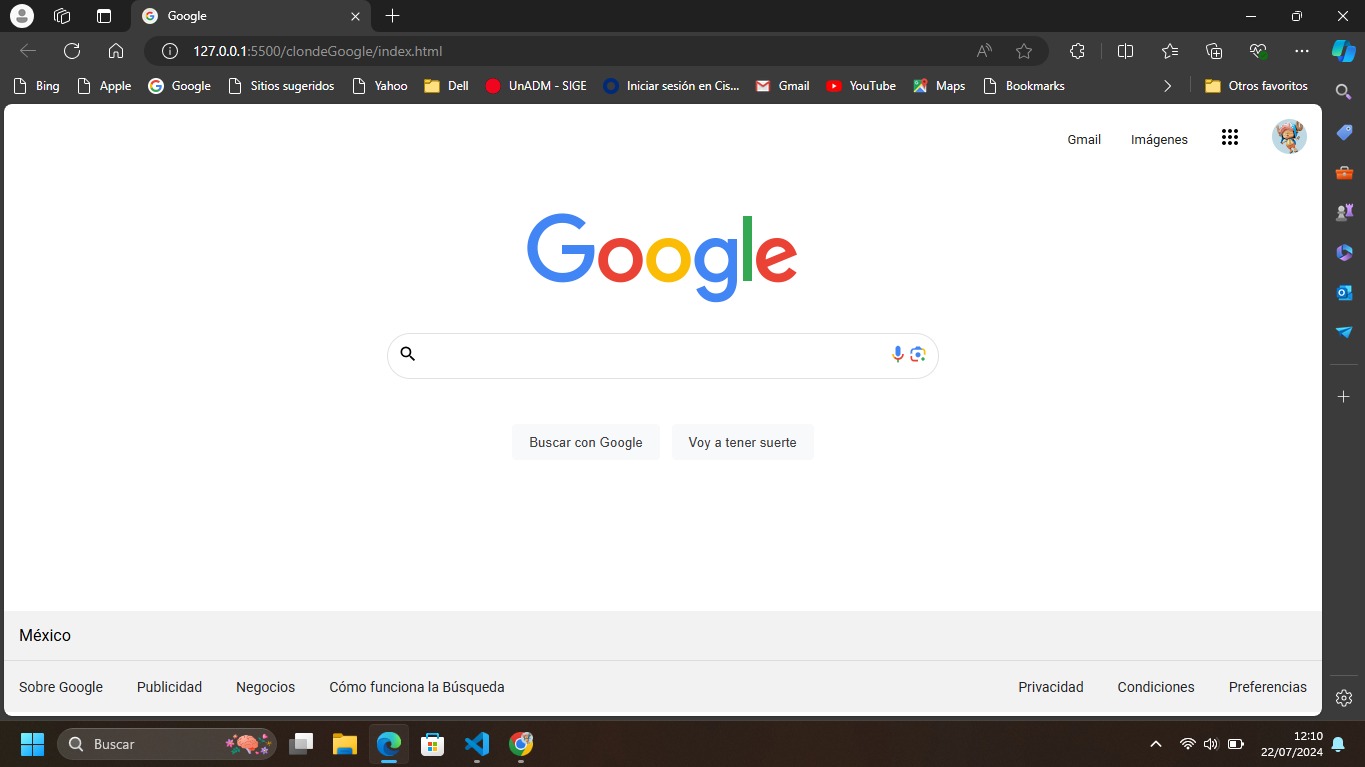 Google
127.0.0.1:5500/clondeGoogle/index.html
Bing Apple Google Sitios sugeridos Yahoo Dell UnADM - SIGE Iniciar sesión en Cis... Gmail YouTube Maps Bookmarks Otros favoritos
Gmail Imágenes
Google
Buscar con Google Voy a tener suerte
México
Sobre Google Publicidad Negocios Cómo funciona la Búsqueda Privacidad Condiciones Preferencias
Buscar
12:10
22/07/2024